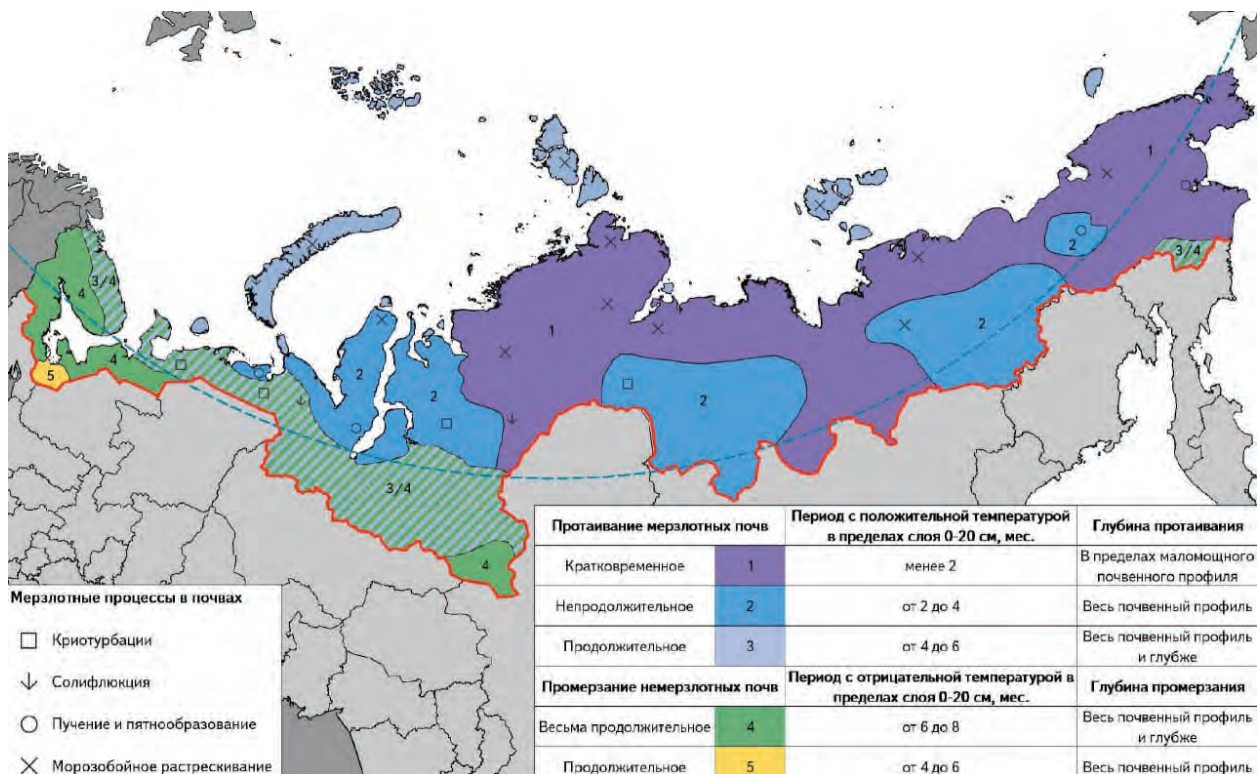 1
3/4
2
4
3/4
2
1
2
2
2
4
5
3/4
4
Протаивание мерзлотных почв
Период с положительной температурой
в пределах слоя 0-20 см, мес.
Глубина протаивания
Кратковременное
1
менее 2
В пределах маломощного
почвенного профиля
Непродолжительное
2
от 2 до 4
Весь почвенный профиль
Продолжительное
3
от 4 до 6
Весь почвенный профиль
и глубже
Промерзание немерзлотных почв
Период с отрицательной температурой в
пределах слоя 0-20 см, мес.
Глубина промерзания
Весьма продолжительное
4
от 6 до 8
Весь почвенный профиль
и глубже
Продолжительное
5
от 4 до 6
Весь почвенный профиль
Мерзлотные процессы в почвах
Криотурбации
Солифлюкция
Пучение и пятнообразование
Морозобойное растрескивание